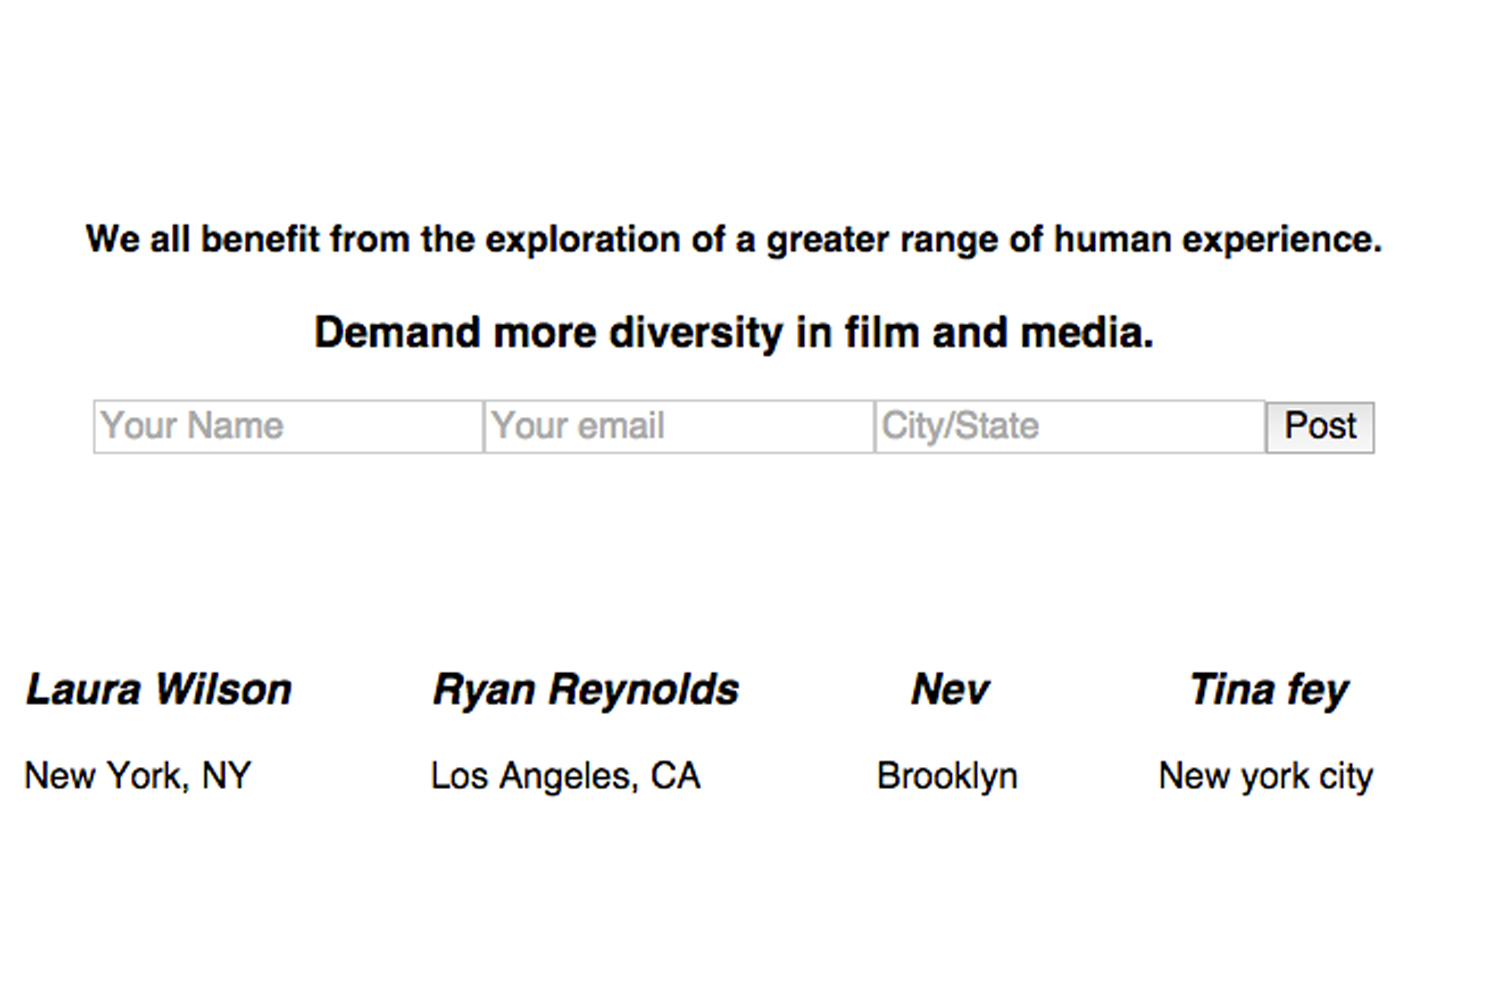 We all benefit from the exploration of a greater range of human experience.
Demand more diversity in film and media.
Your Name Your email City/State Post
Laura Wilson Ryan Reynolds Nev Tina fey
New York, NY Los Angeles, CA Brooklyn New york city